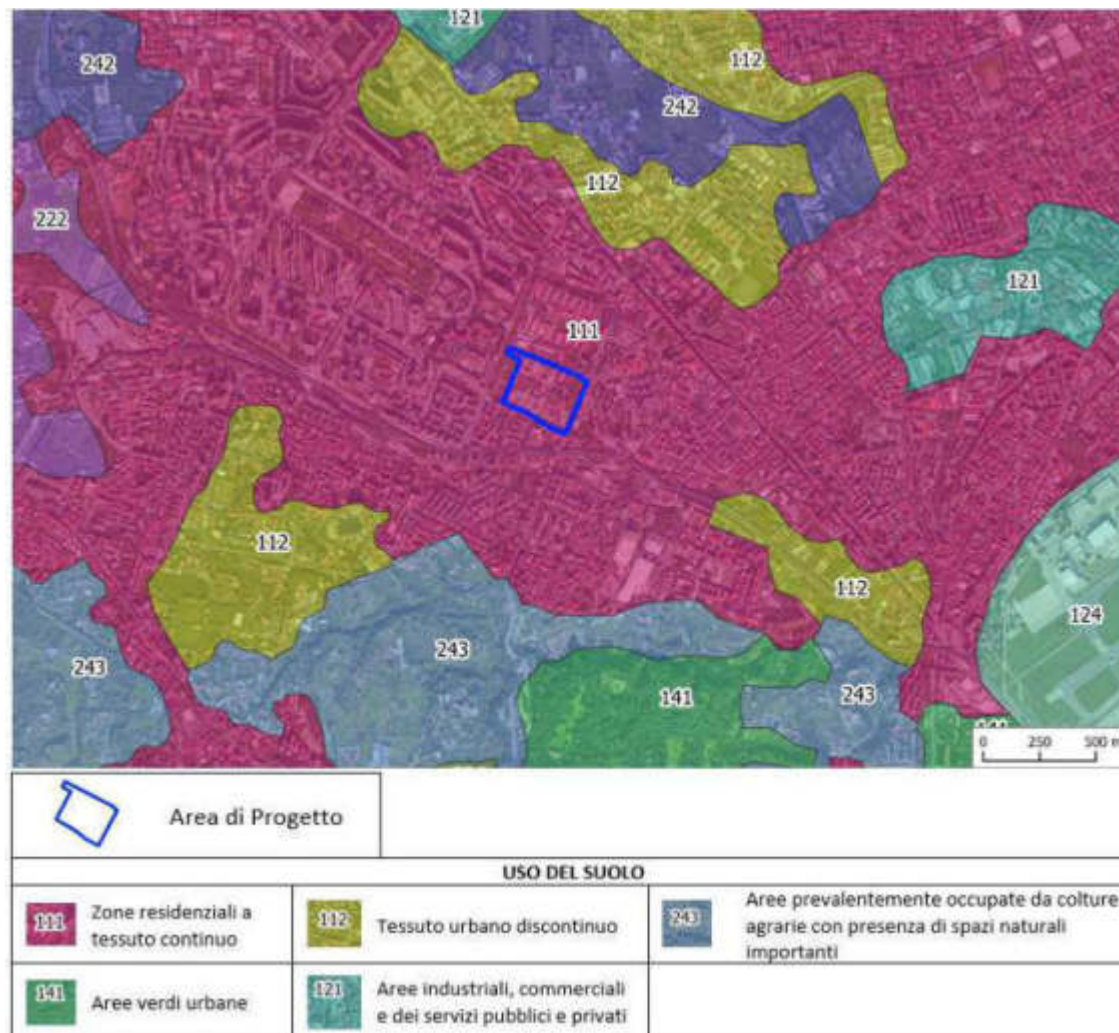 121
242
112
242
112
222
121
111
112
112
124
243
243
141
243
0 250 500 m
Area di Progetto
USO DEL SUOLO
111 Zone residenziali a
tessuto continuo
112 Tessuto urbano discontinuo
243 Aree prevalentemente occupate da colture
agrarie con presenza di spazi naturali
importanti
141 Aree verdi urbane
121 Aree industriali, commerciali
e dei servizi pubblici e privati